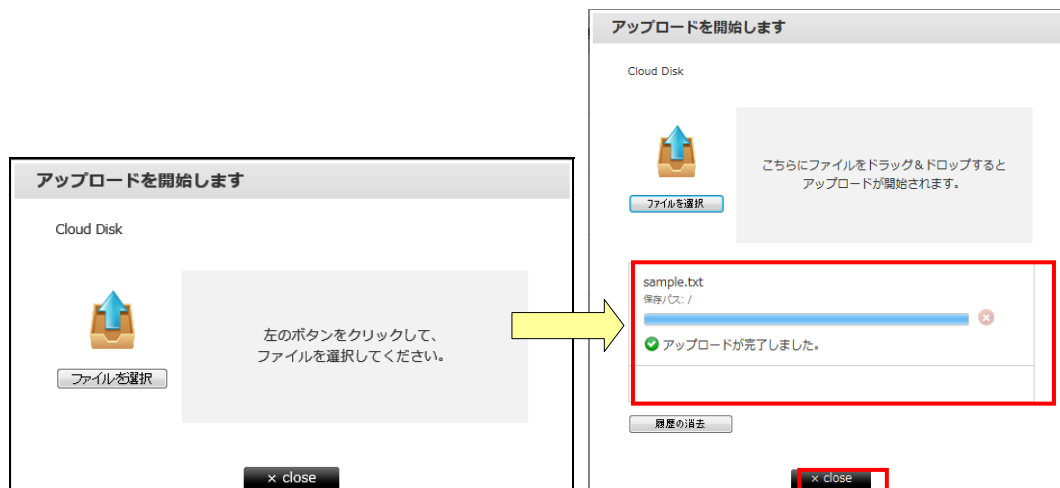 アップロードを開始します
Cloud Disk
左のボタンをクリックして、
ファイルを選択してください。
ファイルを選択
× close
アップロードを開始します
Cloud Disk
こちらにファイルをドラッグ&ドロップすると
アップロードが開始されます。
ファイルを選択
sample.txt
保存パス: /
アップロードが完了しました。
履歴の消去
× close